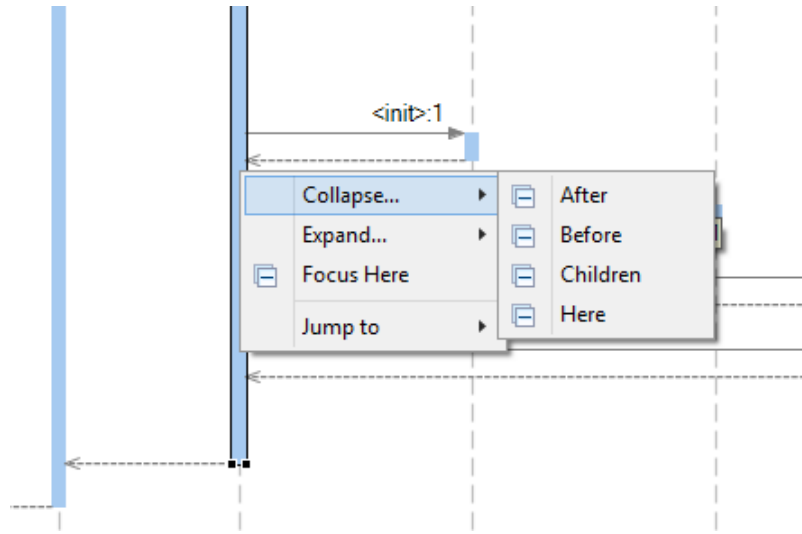 <init>:1
Collapse...
Expand...
Focus Here
Jump to
After
Before
Children
Here